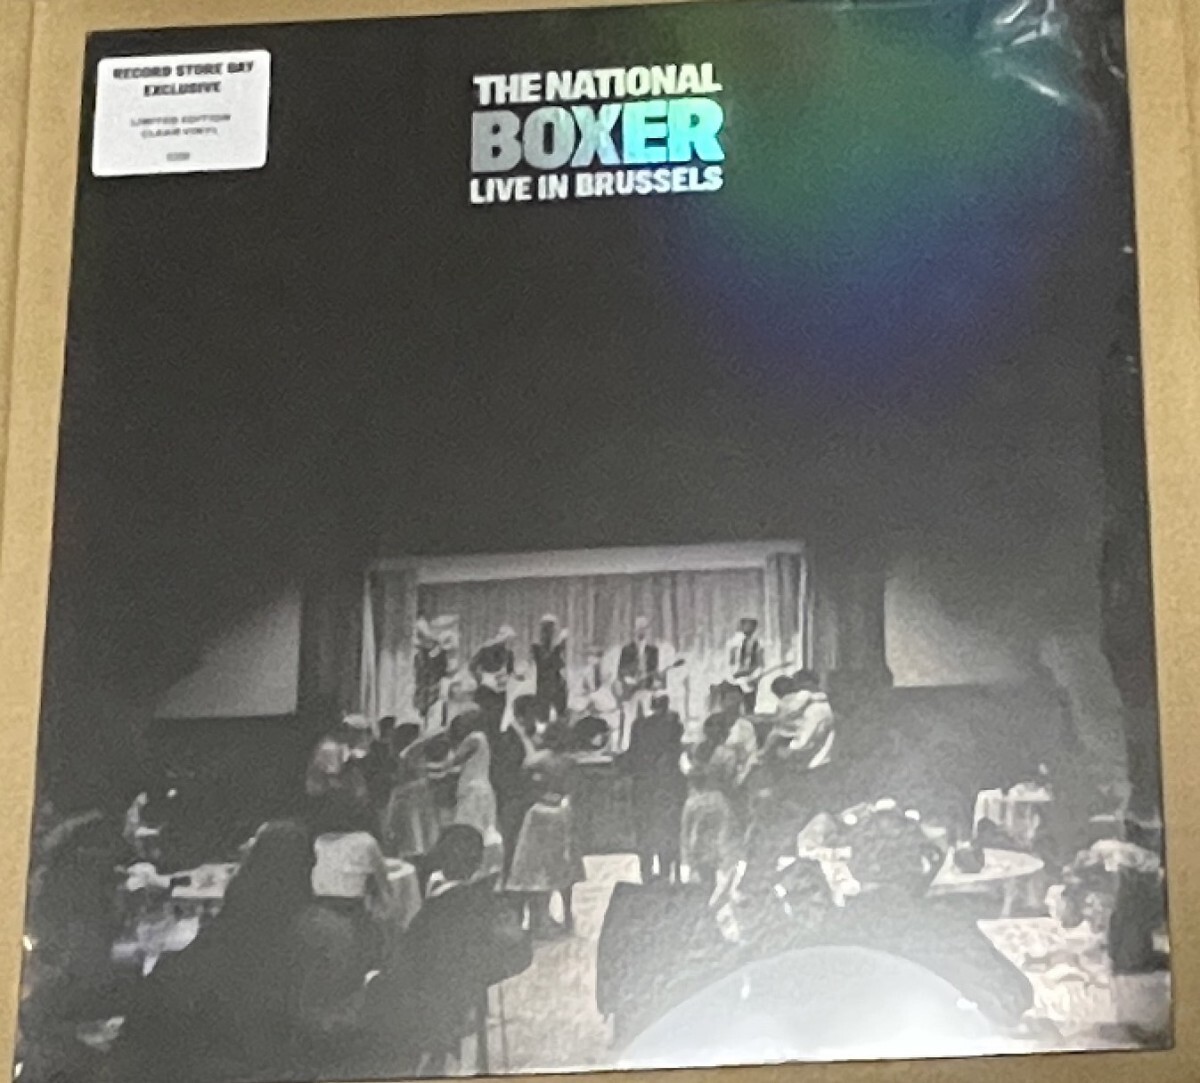 RECORD STORE DAY
EXCLUSIVE
LIMITED EDITION
CLEAR VINYL
THE NATIONAL
BOXER
LIVE IN BRUSSELS